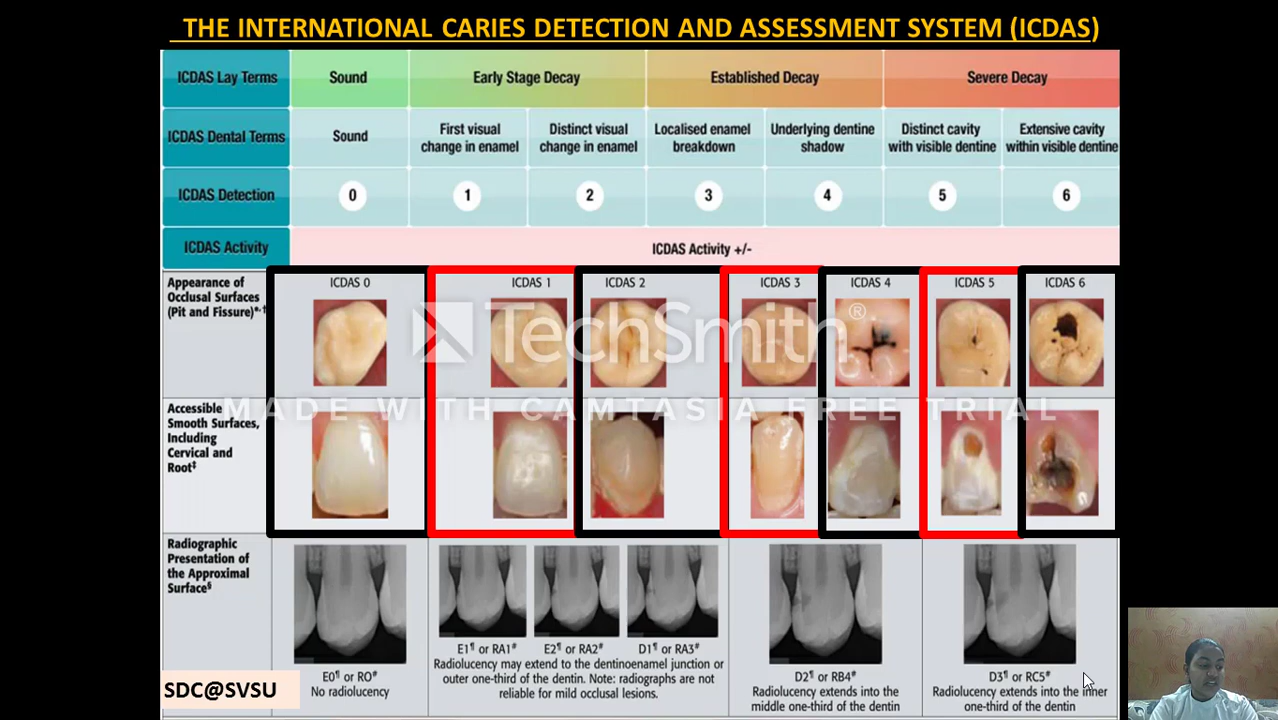 THE INTERNATIONAL CARIES DETECTION AND ASSESSMENT SYSTEM (ICDAS)
ICDAS Lay Terms
Sound
Early Stage Decay
Established Decay
Severe Decay
ICDAS Dental Terms
Sound
First visual
change in enamel
Distinct visual
change in enamel
Localised enamel
breakdown
Underlying dentine
shadow
Distinct cavity
with visible dentine
Extensive cavity
within visible dentine
ICDAS Detection
0
1
2
3
4
5
6
ICDAS Activity
ICDAS Activity +/-
Appearance of
Occlusal Surfaces
(Pit and Fissure)*,†
ICDAS 0
ICDAS 1
ICDAS 2
ICDAS 3
ICDAS 4
ICDAS 5
ICDAS 6
TechSmith®
MADE WITH CAMTASIA FREE TRIAL
Accessible
Smooth Surfaces,
Including
Cervical and
Root‡
Radiographic
Presentation of
the Approximal
Surface§
E0¶ or R0#
No radiolucency
E1¶ or RA1#
E2¶ or RA2#
D1¶ or RA3#
Radiolucency may extend to the dentinoenamel junction or
outer one-third of the dentin. Note: radiographs are not
reliable for mild occlusal lesions.
D2¶ or RB4#
Radiolucency extends into the
middle one-third of the dentin
D3¶ or RC5#
Radiolucency extends into the inner
one-third of the dentin
SDC@SVSU